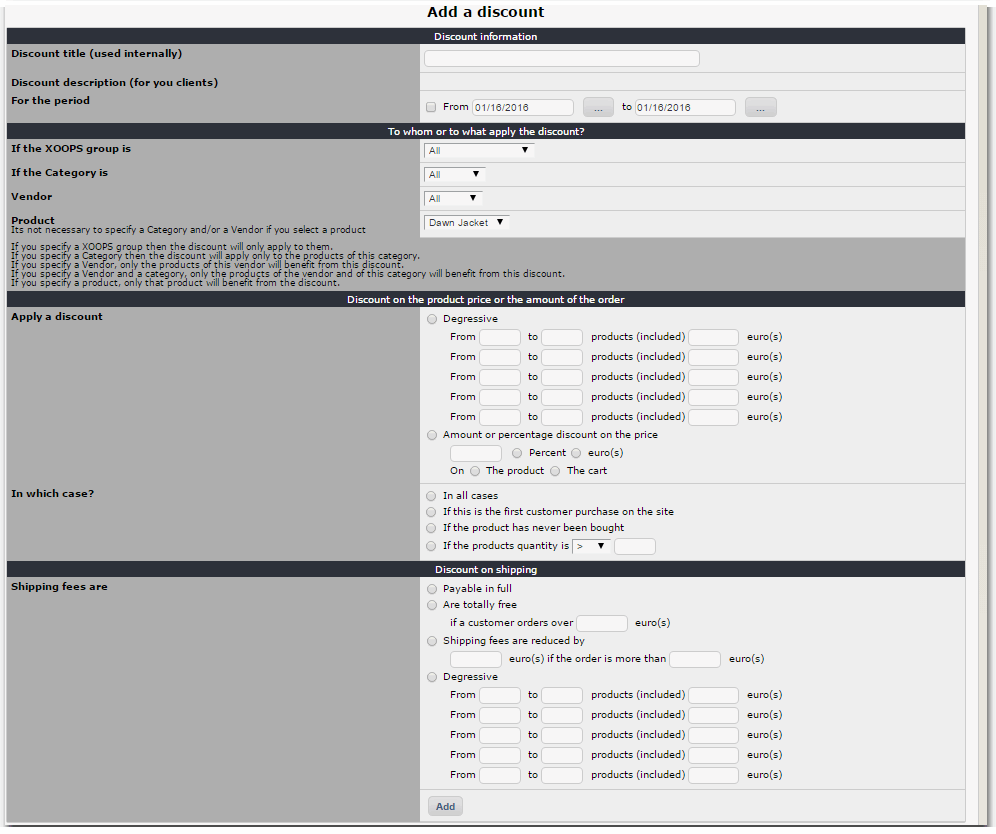 Add a discount
Discount information
Discount title (used internally)
Discount description (for you clients)
For the period
From 01/16/2016 ... to 01/16/2016 ...
To whom or to what apply the discount?
If the XOOPS group is All
If the Category is All
Vendor All
Product Dawn Jacket
Its not necessary to specify a Category and/or a Vendor if you select a product
If you specify a XOOPS group then the discount will only apply to them.
If you specify a Category then the discount will apply only to the products of this category.
If you specify a Vendor, only the products of this vendor will benefit from this discount.
If you specify a Vendor and a category, only the products of the vendor and of this category will benefit from this discount.
If you specify a product, only that product will benefit from the discount.
Discount on the product price or the amount of the order
Apply a discount
Degressive
From to products (included) euro(s)
From to products (included) euro(s)
From to products (included) euro(s)
From to products (included) euro(s)
From to products (included) euro(s)
Amount or percentage discount on the price
Percent euro(s)
On The product The cart
In which case?
In all cases
If this is the first customer purchase on the site
If the product has never been bought
If the products quantity is >
Discount on shipping
Shipping fees are
Payable in full
Are totally free
if a customer orders over euro(s)
Shipping fees are reduced by
euro(s) if the order is more than euro(s)
Degressive
From to products (included) euro(s)
From to products (included) euro(s)
From to products (included) euro(s)
From to products (included) euro(s)
From to products (included) euro(s)
Add